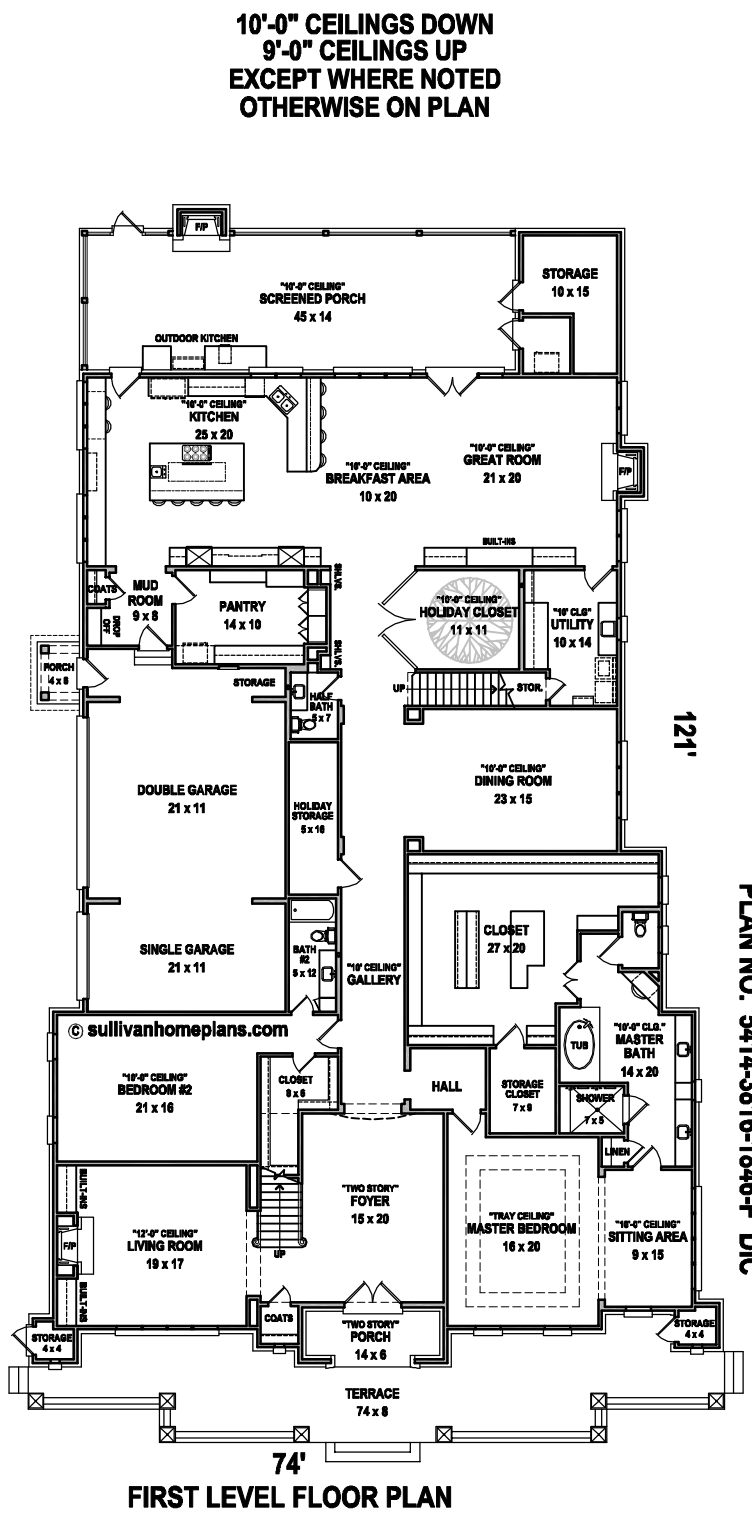 10'-0" CEILINGS DOWN
9'-0" CEILINGS UP
EXCEPT WHERE NOTED
OTHERWISE ON PLAN
F/P
"10'-0" CEILING"
SCREENED PORCH
45 x 14
STORAGE
10 x 15
OUTDOOR KITCHEN
"10'-0" CEILING"
KITCHEN
25 x 20
"10'-0" CEILING"
BREAKFAST AREA
10 x 20
"10'-0" CEILING"
GREAT ROOM
21 x 20
F/P
BUILT-INS
COATS
MUD
ROOM
9 x 8
DROP
OFF
PANTRY
14 x 10
SHLVS.
SHLVS.
"10'-0" CEILING"
HOLIDAY CLOSET
11 x 11
"10' CLG"
UTILITY
10 x 14
PORCH
4 x 8
STORAGE
HALF
BATH
5 x 7
UP
STOR.
121'
DOUBLE GARAGE
21 x 11
HOLIDAY
STORAGE
5 x 16
"10'-0" CEILING"
DINING ROOM
23 x 15
SINGLE GARAGE
21 x 11
BATH
#2
5 x 12
"10' CEILING"
GALLERY
CLOSET
27 x 20
© sullivanhomeplans.com
"10'-0" CEILING"
BEDROOM #2
21 x 16
CLOSET
8 x 6
HALL
STORAGE
CLOSET
7 x 9
TUB
"10'-0" CLG."
MASTER
BATH
14 x 20
SHOWER
7 x 5
LINEN
BUILT-INS
"12'-0" CEILING"
LIVING ROOM
19 x 17
F/P
BUILT-INS
UP
"TWO STORY"
FOYER
15 x 20
"TRAY CEILING"
MASTER BEDROOM
16 x 20
"10'-0" CEILING"
SITTING AREA
9 x 15
COATS
"TWO STORY"
PORCH
14 x 6
STORAGE
4 x 4
STORAGE
4 x 4
TERRACE
74 x 8
74'
FIRST LEVEL FLOOR PLAN
PLAN NO.